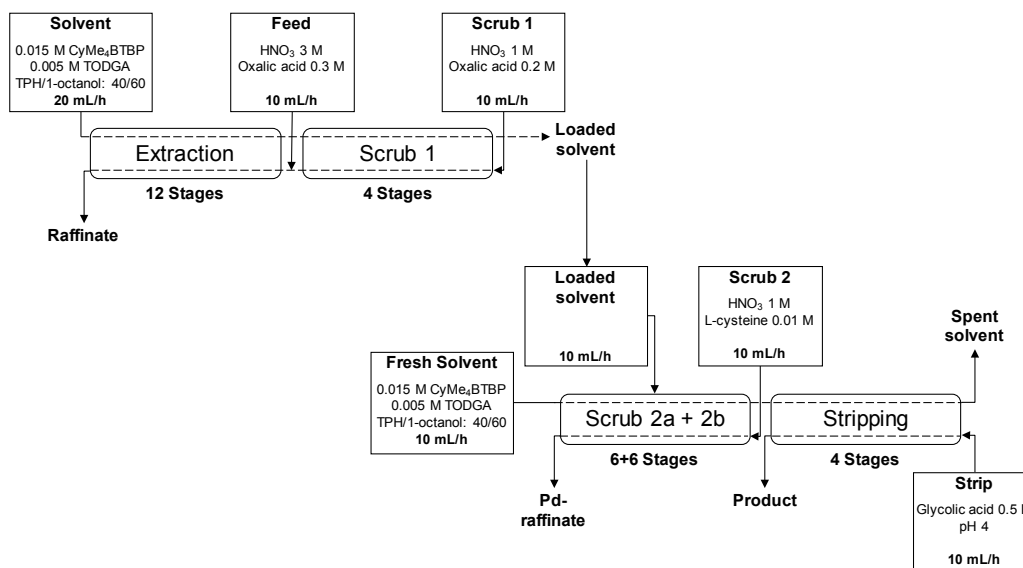 Solvent
0.015 M CyMe₄BTBP
0.005 M TODGA
TPH/1-octanol: 40/60
20 mL/h
Feed
HNO₃ 3 M
Oxalic acid 0.3 M
10 mL/h
Scrub 1
HNO₃ 1 M
Oxalic acid 0.2 M
10 mL/h
Extraction
Scrub 1
Loaded
solvent
12 Stages
4 Stages
Raffinate
Loaded
solvent
10 mL/h
Scrub 2
HNO₃ 1 M
L-cysteine 0.01 M
10 mL/h
Spent
solvent
Fresh Solvent
0.015 M CyMe₄BTBP
0.005 M TODGA
TPH/1-octanol: 40/60
10 mL/h
Scrub 2a + 2b
Stripping
6+6 Stages
4 Stages
Pd-
raffinate
Product
Strip
Glycolic acid 0.5
pH 4
10 mL/h